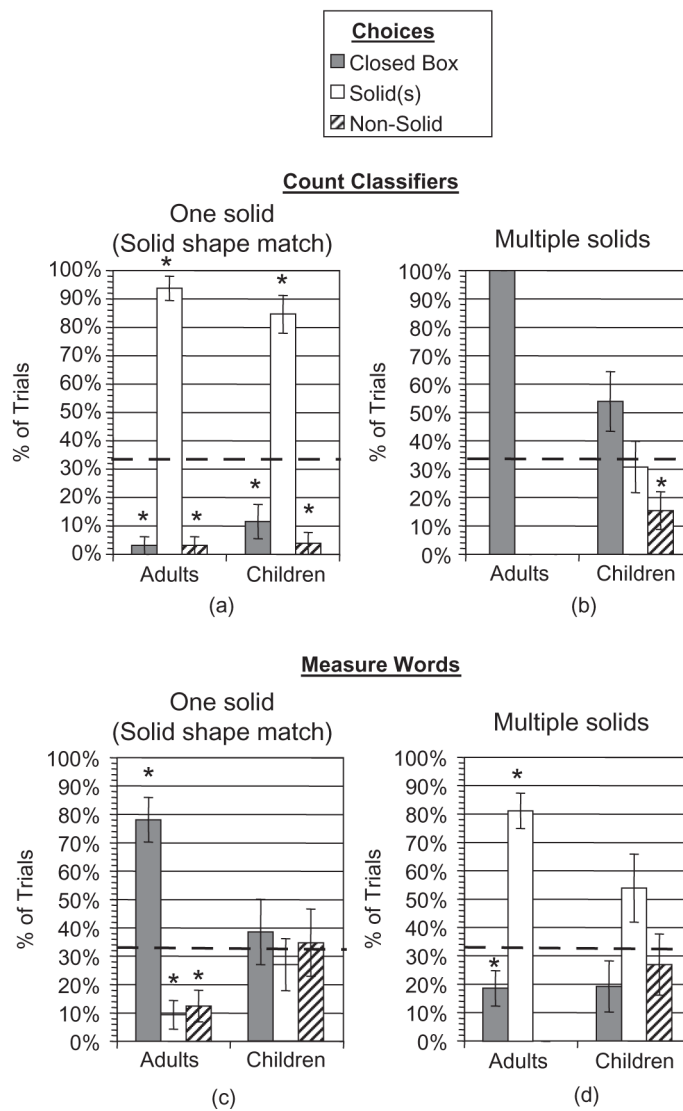 Choices
Closed Box
Solid(s)
Non-Solid
Count Classifiers
One solid
(Solid shape match)
% of Trials
100%
90%
80%
70%
60%
50%
40%
30%
20%
10%
0%
* * * * * *
Adults
Children
(a)
Multiple solids
% of Trials
100%
90%
80%
70%
60%
50%
40%
30%
20%
10%
0%
*
Adults
Children
(b)
Measure Words
One solid
(Solid shape match)
% of Trials
100%
90%
80%
70%
60%
50%
40%
30%
20%
10%
0%
* * *
Adults
Children
(c)
Multiple solids
% of Trials
100%
90%
80%
70%
60%
50%
40%
30%
20%
10%
0%
* *
Adults
Children
(d)